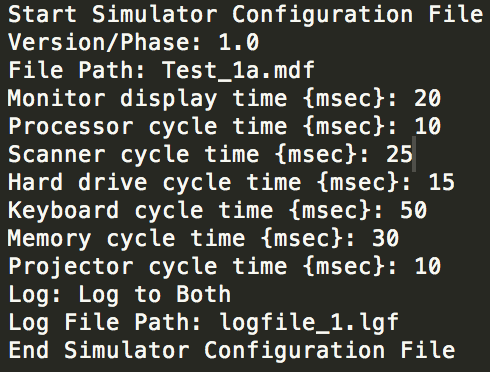 Start Simulator Configuration File
Version/Phase: 1.0
File Path: Test_1a.mdf
Monitor display time {msec}: 20
Processor cycle time {msec}: 10
Scanner cycle time {msec}: 25
Hard drive cycle time {msec}: 15
Keyboard cycle time {msec}: 50
Memory cycle time {msec}: 30
Projector cycle time {msec}: 10
Log: Log to Both
Log File Path: logfile_1.lgf
End Simulator Configuration File